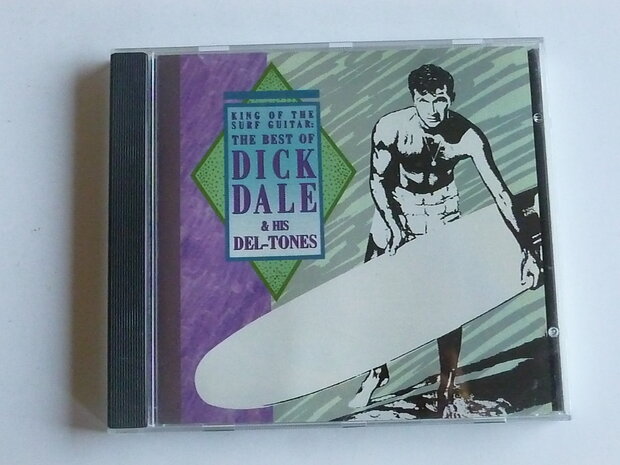 KING OF THE
SURF GUITAR:
THE BEST OF
DICK
DALE
& HIS
DEL-TONES